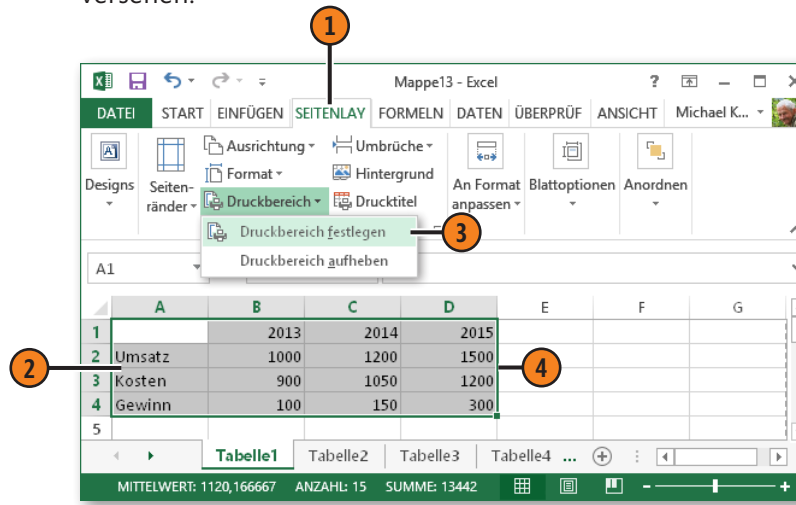 versehen.
1
Mappe13 - Excel ?
DATEI START EINFÜGEN SEITENLAY FORMELN DATEN ÜBERPRÜF ANSICHT Michael K...
Designs
Seiten-
ränder
Ausrichtung
Format
Druckbereich
Umbrüche
Hintergrund
Drucktitel
An Format
anpassen
Blattoptionen
Anordnen
Druckbereich festlegen
3
Druckbereich aufheben
A1
A B C D E F G
1 2013 2014 2015
2 Umsatz 1000 1200 1500
3 Kosten 900 1050 1200
4 Gewinn 100 150 300
5
2
4
Tabelle1 Tabelle2 Tabelle3 Tabelle4 ...
MITTELWERT: 1120,166667 ANZAHL: 15 SUMME: 13442